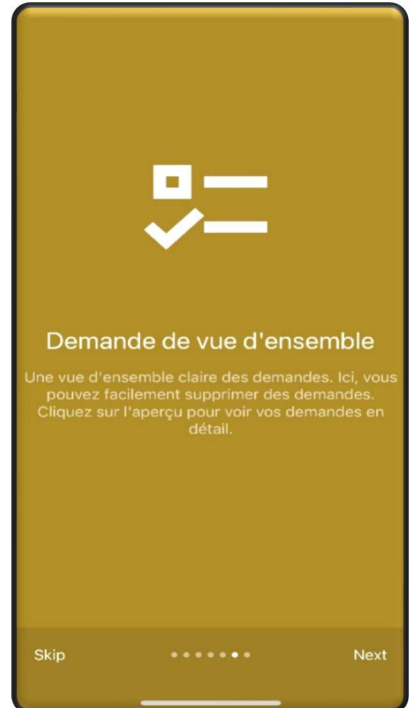 Demande de vue d'ensemble
Une vue d'ensemble claire des demandes. Ici, vous
pouvez facilement supprimer des demandes.
Cliquez sur l'aperçu pour voir vos demandes en
détail.
Skip
Next